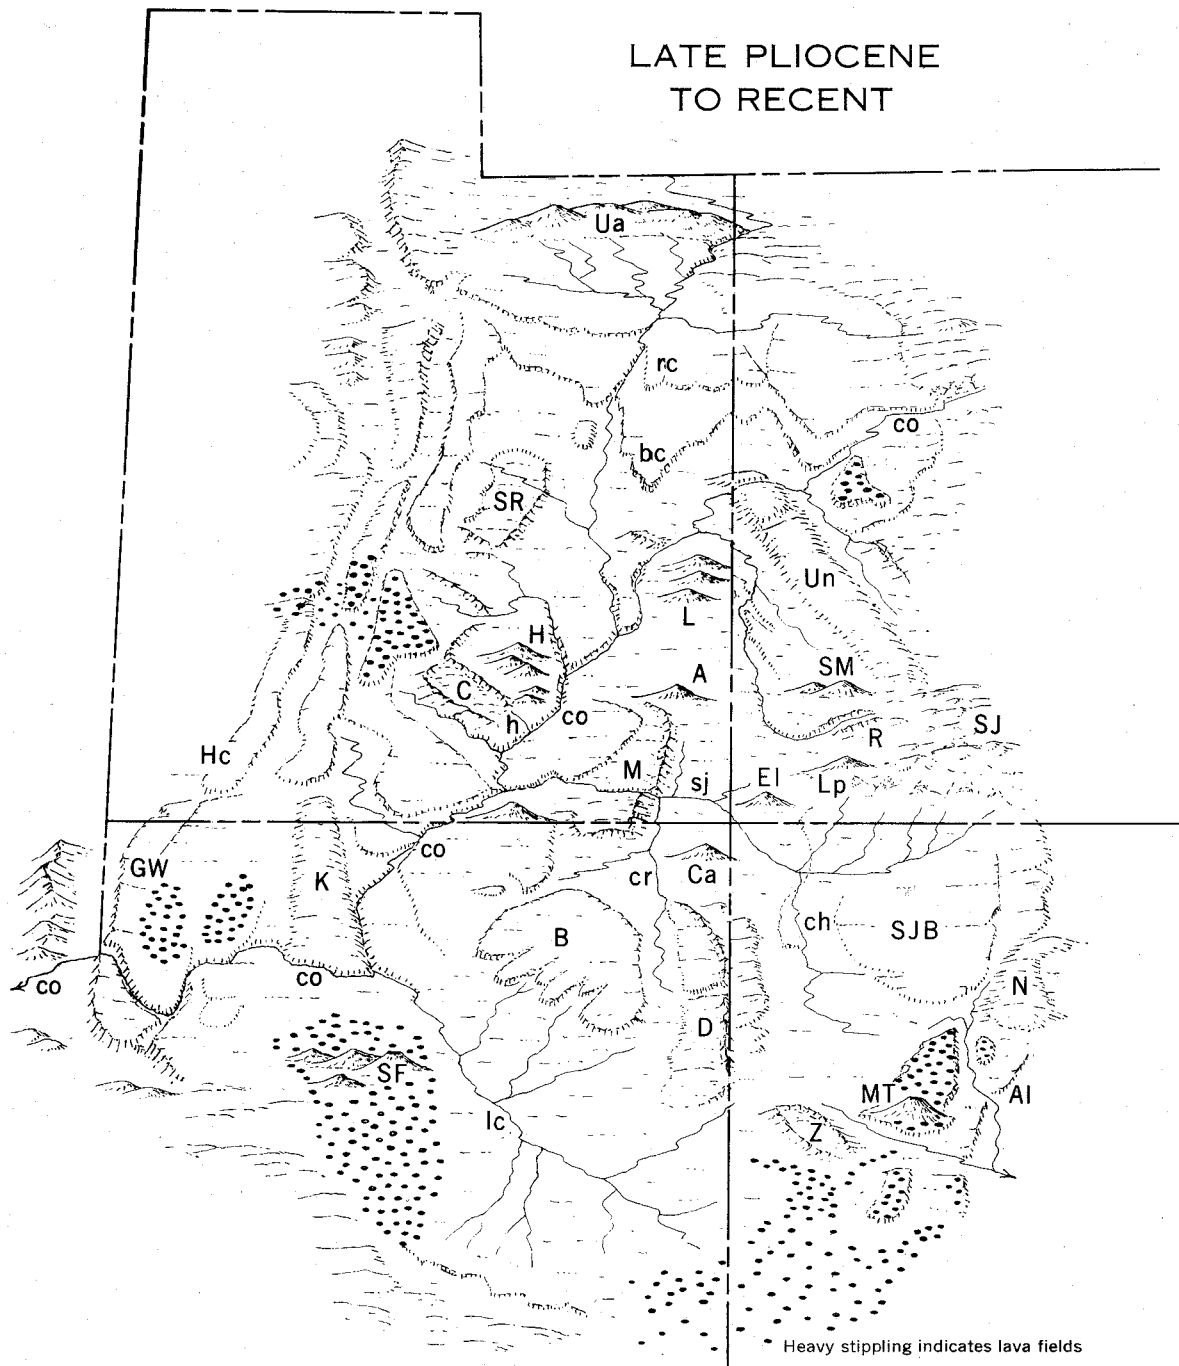 LATE PLIOCENE
TO RECENT
Ua
rc
co
bc
SR
Un
L
H
SM
A
C
h
co
SJ
R
Hc
M
sj
El
Lp
co
GW
K
Ca
cr
B
ch
SJB
co
co
N
D
SF
MT
Al
lc
Z
Heavy stippling indicates lava fields